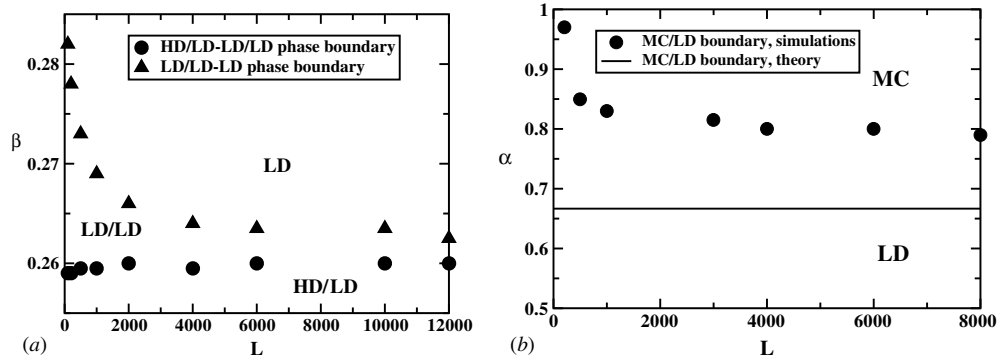 HD/LD-LD/LD phase boundary
LD/LD-LD phase boundary
0.28
0.27
0.26
β
LD
LD/LD
HD/LD
0 2000 4000 6000 8000 10000 12000
L
(a)
MC/LD boundary, simulations
MC/LD boundary, theory
1
0.9
0.8
0.7
0.6
0.5
α
MC
LD
0 2000 4000 6000 8000
L
(b)